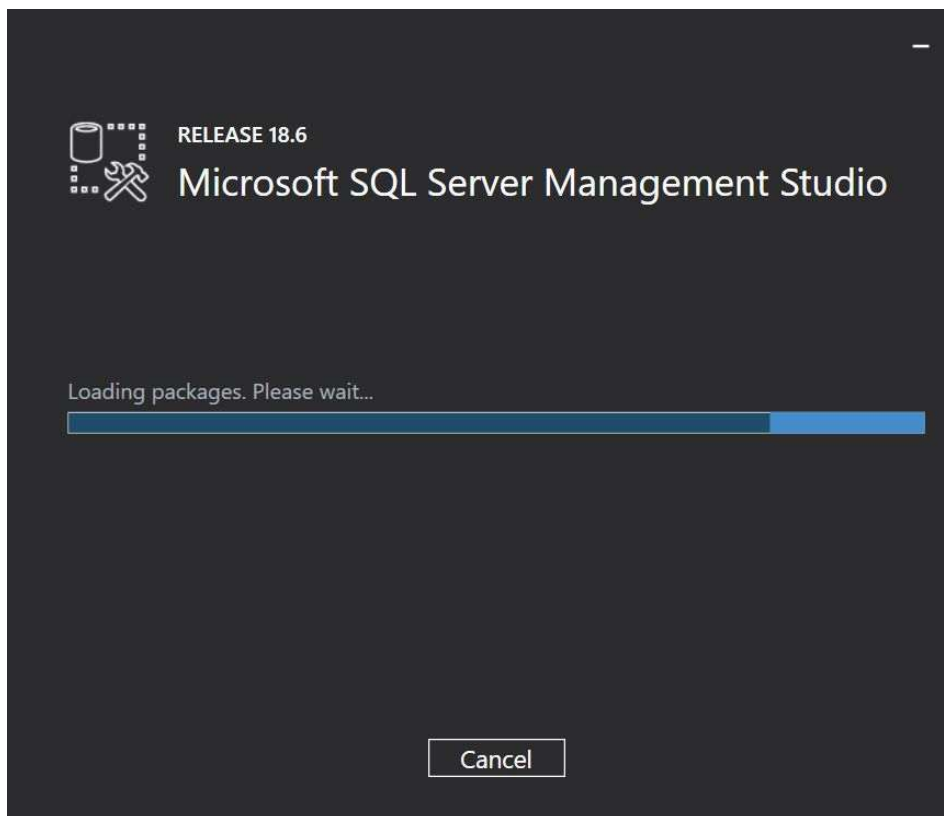 RELEASE 18.6
Microsoft SQL Server Management Studio
Loading packages. Please wait...
Cancel